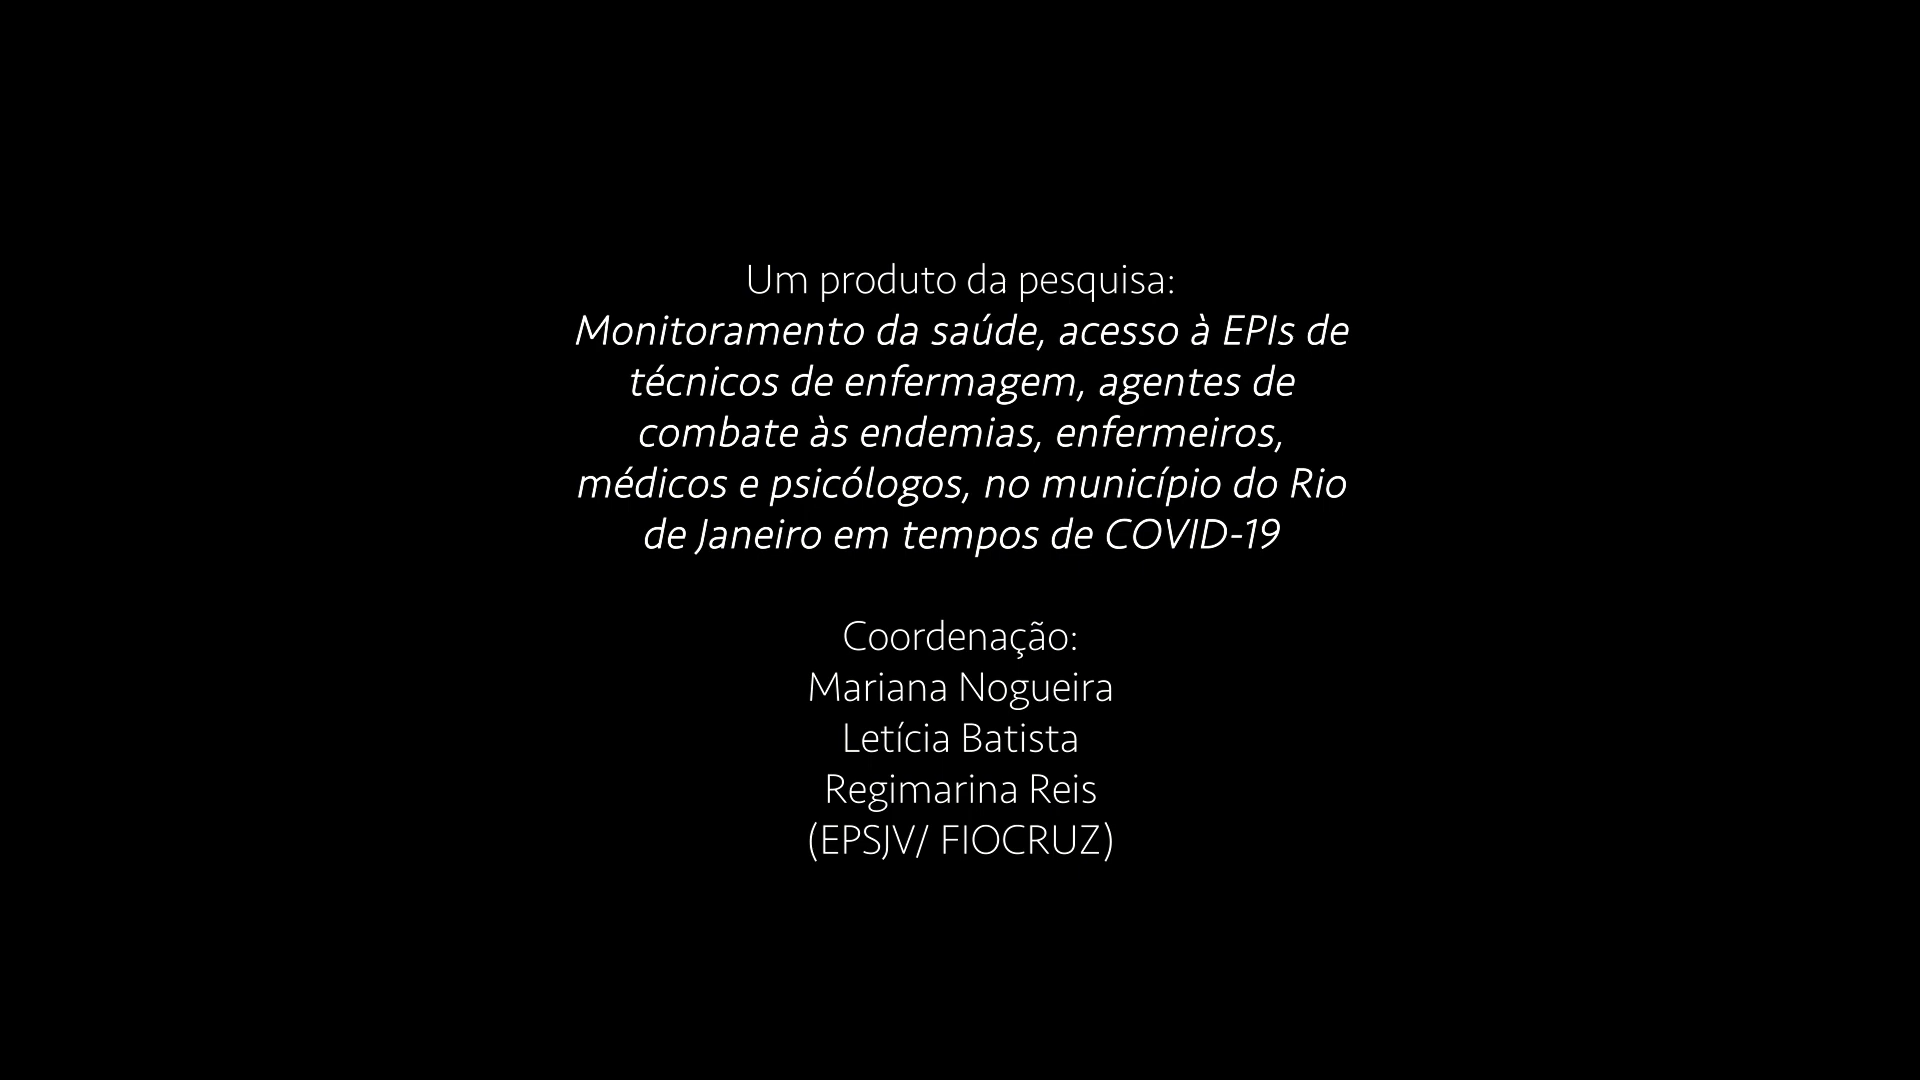 Um produto da pesquisa:
Monitoramento da saúde, acesso à EPIs de
técnicos de enfermagem, agentes de
combate às endemias, enfermeiros,
médicos e psicólogos, no município do Rio
de Janeiro em tempos de COVID-19
Coordenação:
Mariana Nogueira
Letícia Batista
Regimarina Reis
(EPSJV/ FIOCRUZ)